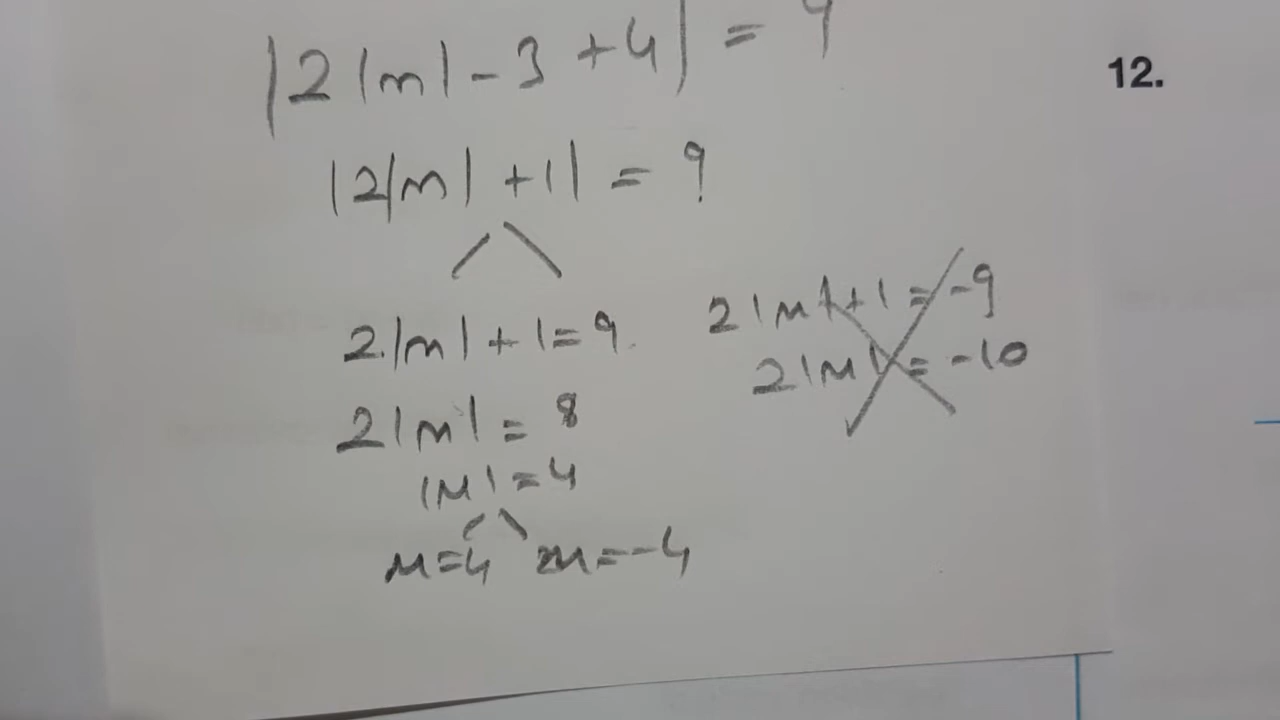 |2|m|-3+4| = 9
12.
|2|m|+1| = 9
2|m|+1=9
2|m|+1=-9
2|m| = 8
2|m| = -10
|m|=4
m=4 m=-4